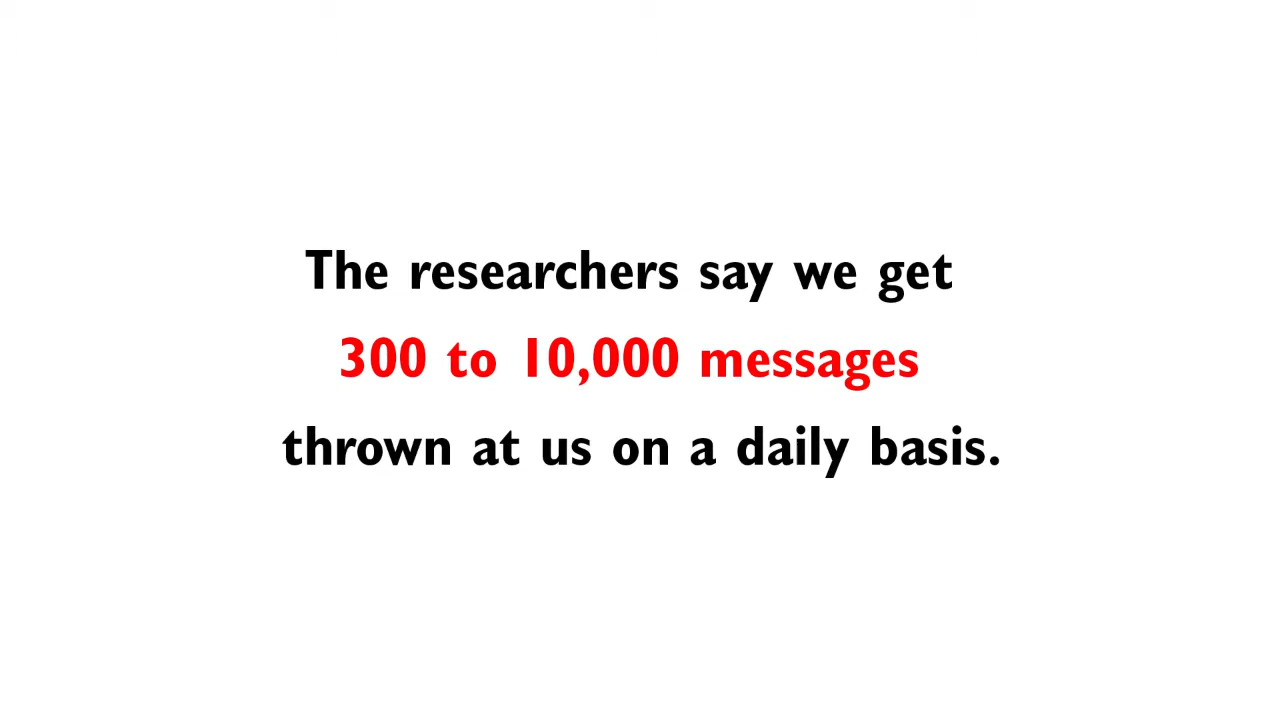 The researchers say we get
300 to 10,000 messages
thrown at us on a daily basis.